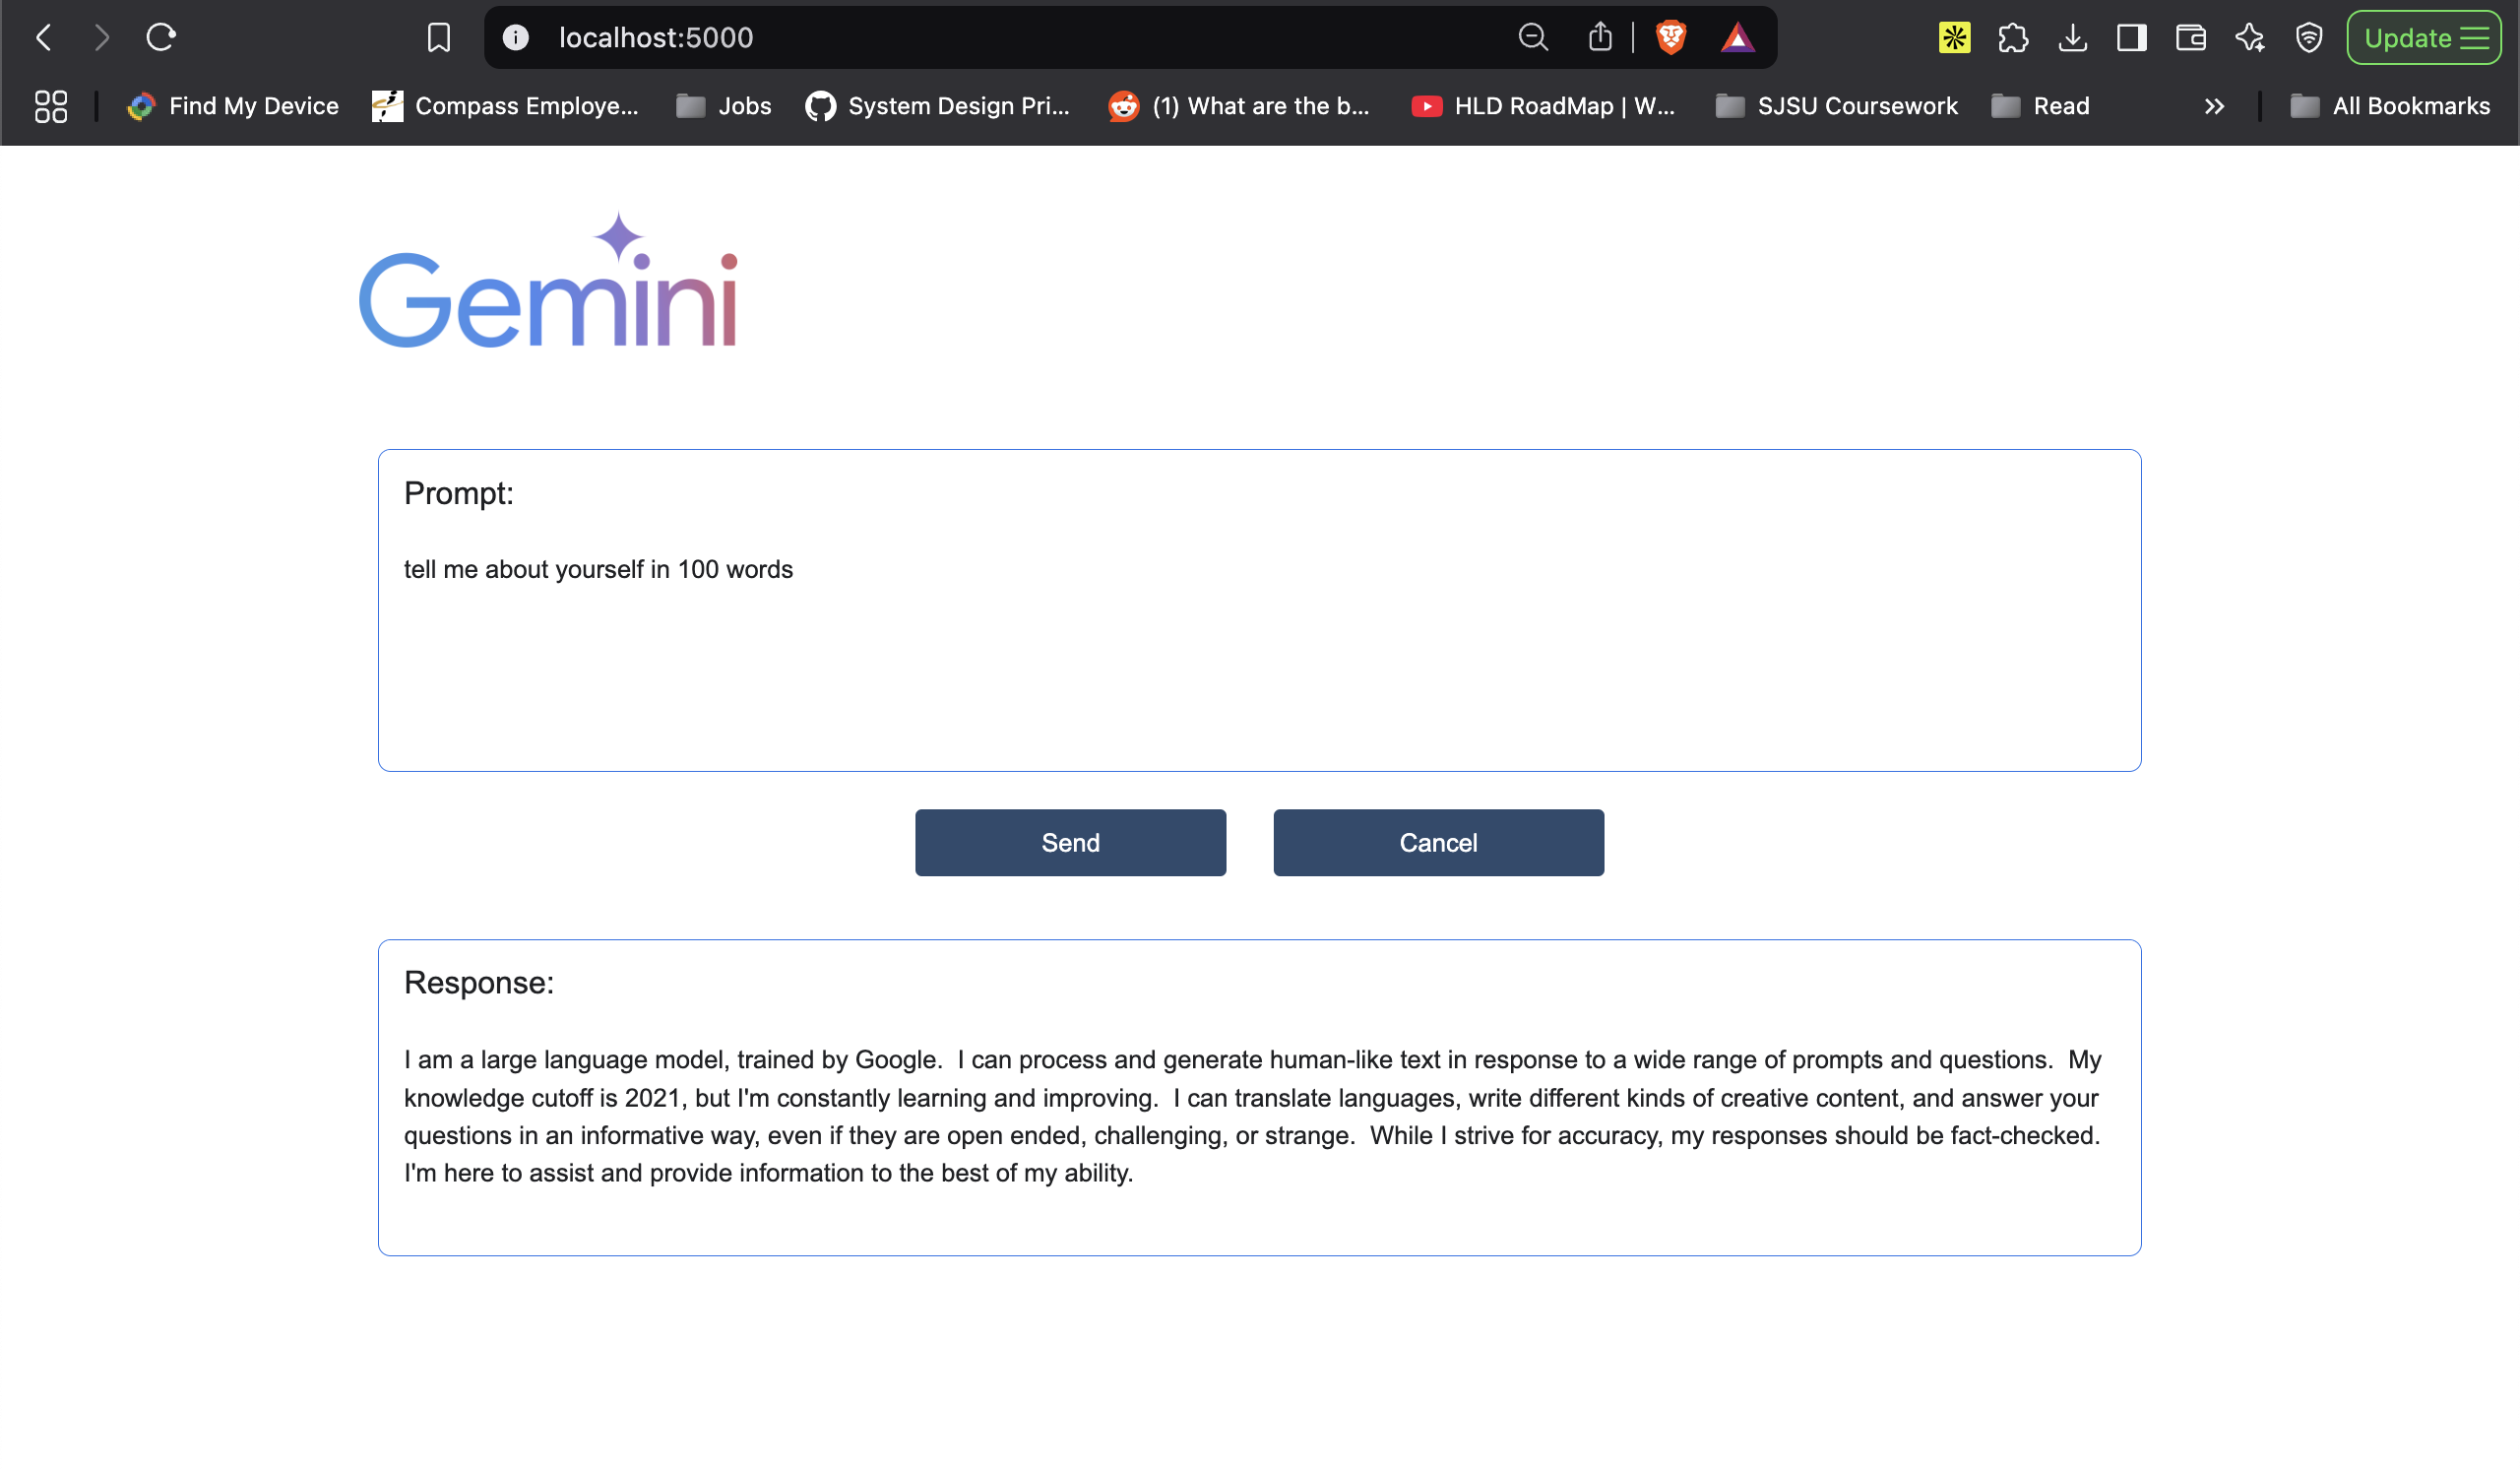 localhost:5000
Update
Find My Device
Compass Employe...
Jobs
System Design Pri...
(1) What are the b...
HLD RoadMap | W...
SJSU Coursework
Read
All Bookmarks
Gemini
Prompt:
tell me about yourself in 100 words
Send
Cancel
Response:
I am a large language model, trained by Google.  I can process and generate human-like text in response to a wide range of prompts and questions.  My
knowledge cutoff is 2021, but I'm constantly learning and improving.  I can translate languages, write different kinds of creative content, and answer your
questions in an informative way, even if they are open ended, challenging, or strange.  While I strive for accuracy, my responses should be fact-checked.
I'm here to assist and provide information to the best of my ability.